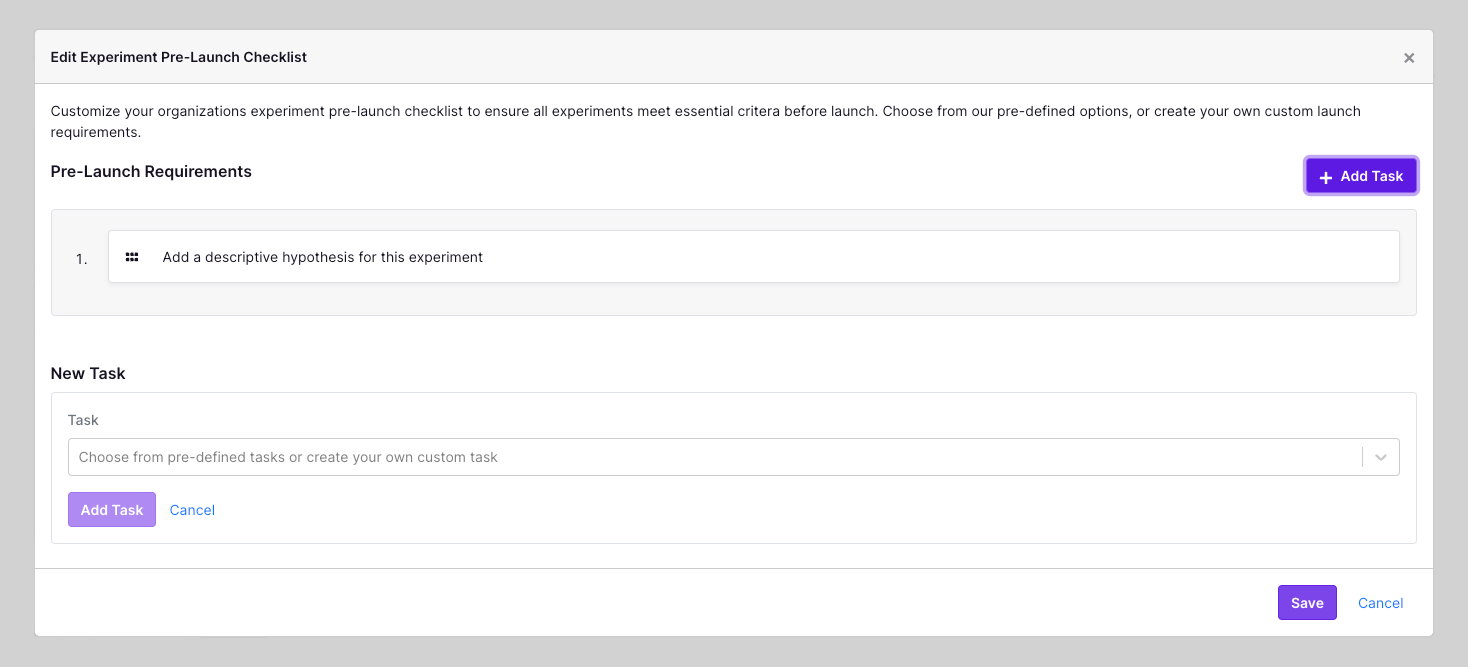 Edit Experiment Pre-Launch Checklist
Customize your organizations experiment pre-launch checklist to ensure all experiments meet essential critera before launch. Choose from our pre-defined options, or create your own custom launch
requirements.
Pre-Launch Requirements
+ Add Task
1. Add a descriptive hypothesis for this experiment
New Task
Task
Choose from pre-defined tasks or create your own custom task
Add Task Cancel
Save Cancel